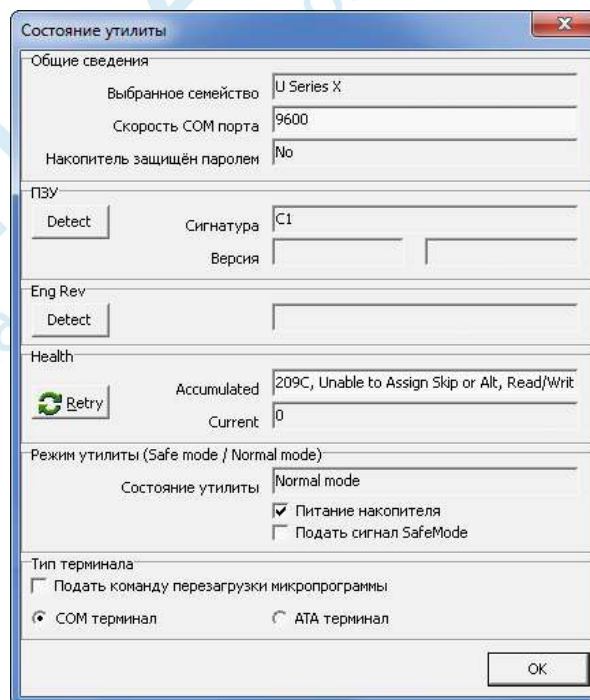 Состояние утилиты
Общие сведения
Выбранное семейство U Series X
Скорость COM порта 9600
Накопитель защищён паролем No
ПЗУ
Detect Сигнатура C1
Версия
Eng Rev
Detect
Health
Accumulated 209C, Unable to Assign Skip or Alt, Read/Writ
Retry
Current 0
Режим утилиты (Safe mode / Normal mode)
Состояние утилиты Normal mode
Питание накопителя
Подать сигнал SafeMode
Тип терминала
Подать команду перезагрузки микропрограммы
COM терминал ATA терминал
OK